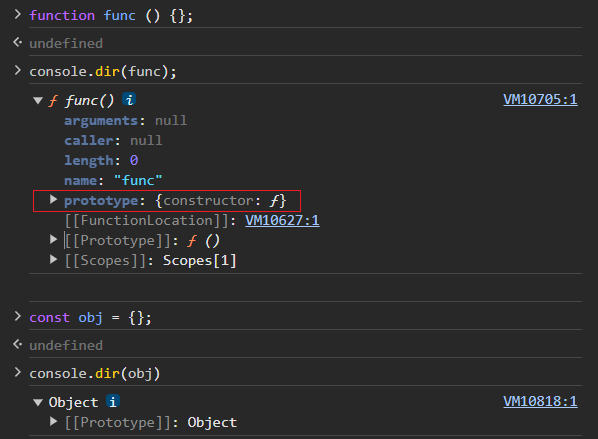 > function func () {};
undefined
> console.dir(func);
▼ ƒ func() i VM10705:1
arguments: null
caller: null
length: 0
name: "func"
▶ prototype: {constructor: ƒ}
[[FunctionLocation]]: VM10627:1
▶ [[Prototype]]: ƒ ()
▶ [[Scopes]]: Scopes[1]
> const obj = {};
undefined
> console.dir(obj)
▼ Object i VM10818:1
▶ [[Prototype]]: Object